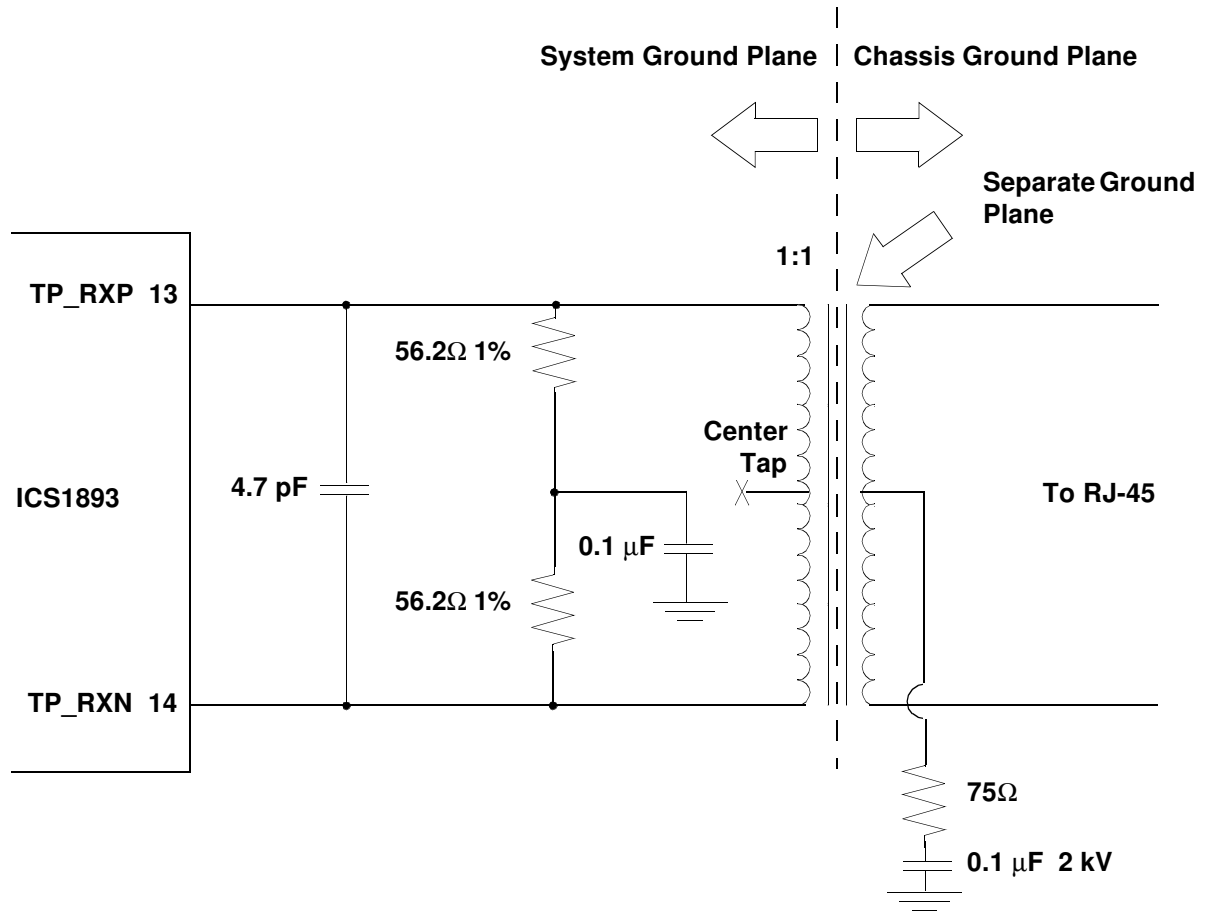 System Ground Plane
Chassis Ground Plane
Separate Ground
Plane
1:1
TP_RXP 13
56.2Ω 1%
Center
Tap
4.7 pF
ICS1893
To RJ-45
0.1 μF
56.2Ω 1%
TP_RXN 14
75Ω
0.1 μF 2 kV